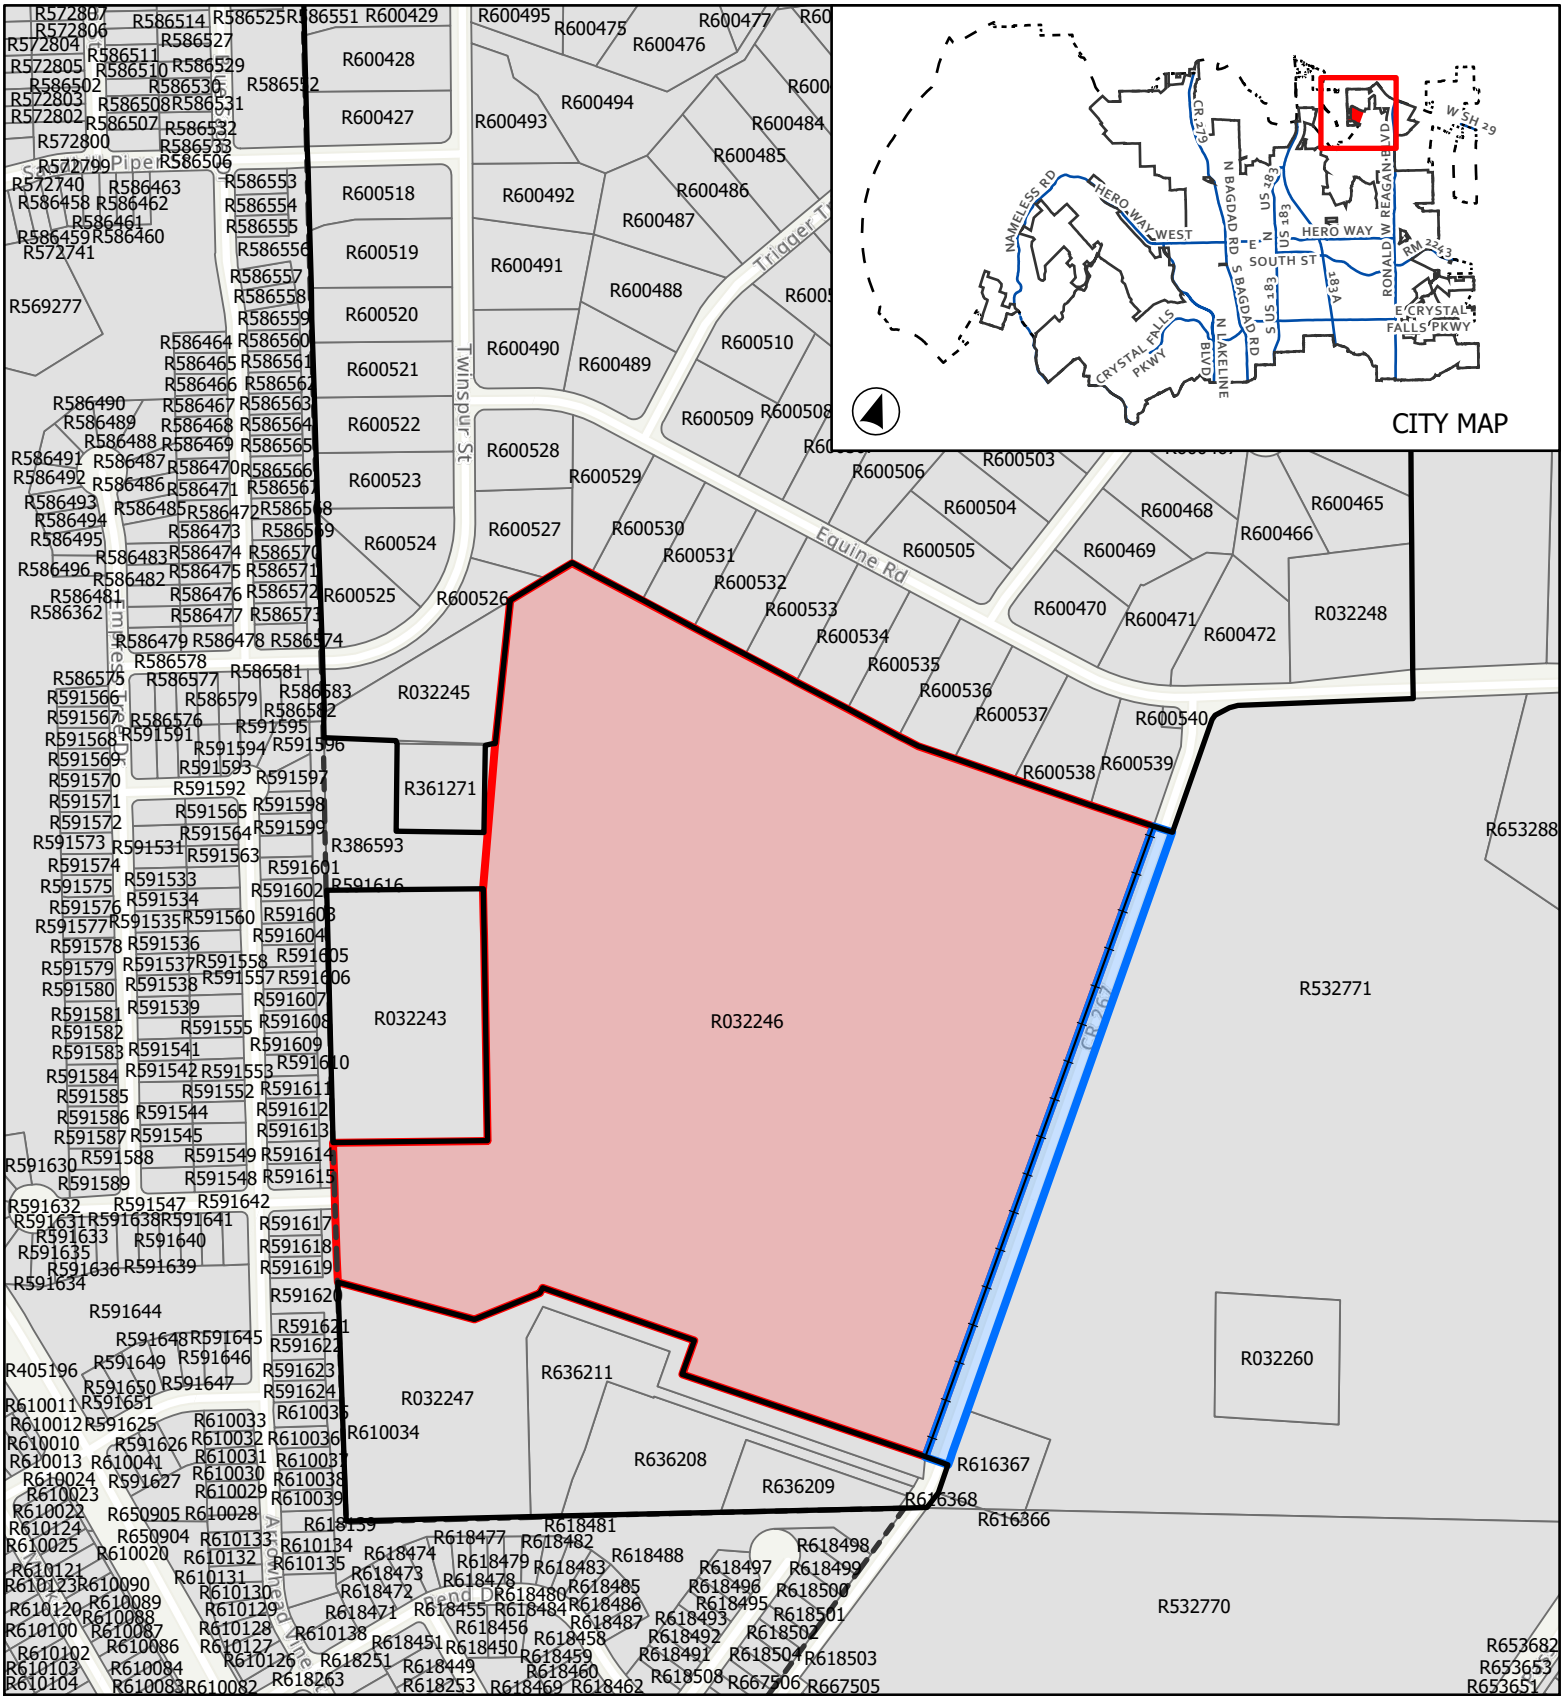 R572807
R586514
R586525
R586551
R600429
R600495
R600475
R600477
R572806
R586527
R572804
R586511
R600428
R600476
R572805
R586510
R586529
R586502
R586530
R586552
R600494
R572803
R586508
R586531
R572802
R586507
R586532
R600427
R600493
R600484
R572800
R586533
R600485
R572799
Piper
R586506
R572740
R586463
R586553
R600518
R600492
R600486
R586458
R586462
R586554
R586461
R586555
R600487
R586459
R586460
R572741
R586556
R600519
R600491
Trigger Tr
R586557
R600488
R569277
R586558
R586559
R600520
R586464
R586560
R600490
R600510
R586465
R586561
R600521
R600489
R586466
R586562
Twinspur St
R586490
R586467
R586563
R600509
R600508
R586489
R586468
R586564
R600522
R586488
R586469
R586565
R600528
R586491
R586487
R586470
R586566
R600503
R586492
R586486
R586471
R586567
R600523
R600529
R600506
R586493
R586485
R586472
R586568
R600504
R600468
R600465
R586494
R586473
R586569
R600527
R600530
R600466
R586495
R586483
R586474
R586570
R600524
R600531
R600505
R600469
R586496
R586482
R586475
R586571
R600532
Equine Rd
R586481
R586476
R586572
R600525
R600526
R600533
R600470
R032248
R586362
R586477
R586573
R600534
R600471
R586479
R586478
R586574
R600535
R600472
R586578
R586575
R586577
R586581
R586583
R032245
R600536
R591566
R586579
R586582
R600537
R591567
R586576
R591595
R600540
R591568
R591591
R591594
R591596
R591569
R591593
R600538
R600539
R591570
R591592
R591597
R361271
R591571
R591565
R591598
R591572
R591564
R591599
R653288
R591573
R591531
R591563
R386593
R591574
R591533
R591601
R591575
R591534
R591602
R591616
R591576
R591535
R591560
R591603
R591577
R591536
R591604
R591578
R591537
R591558
R591605
R591579
R591538
R591557
R591606
R591580
R591539
R591607
R532771
R591581
R591555
R591608
R032243
R032246
CR 267
R591582
R591541
R591609
R591583
R591542
R591553
R591610
R591584
R591552
R591611
R591585
R591544
R591612
R591586
R591545
R591613
R591587
R591588
R591549
R591614
R591630
R591589
R591548
R591615
R591632
R591547
R591642
R591631
R591638
R591641
R591617
R591633
R591640
R591618
R591635
R591636
R591639
R591619
R591634
R591644
R591620
R591648
R591645
R591621
R591649
R591646
R591622
R405196
R591650
R591647
R591623
R636211
R032260
R610011
R591651
R591624
R032247
R610012
R591625
R610033
R610035
R610034
R610010
R591626
R610032
R610036
R610013
R610041
R610031
R610037
R636208
R616367
R610024
R591627
R610030
R610038
R636209
R610023
R610029
R610039
R616368
R610022
R650905
R610028
R618159
R618481
R616366
R610124
R650904
R610133
R610134
R618477
R618482
R618498
R610025
R610020
R610132
R610135
R618474
R618479
R618483
R618488
R618497
R618499
R610121
R610131
R618473
R618478
R618485
R618496
R618500
R610123
R610090
R610130
R618472
Bend D
R618480
R618486
R618495
R532770
R610120
R610089
R610129
R618471
R618455
R618484
R618487
R618493
R618501
R610100
R610088
R610128
R610138
R618456
R618458
R618492
R618502
R610087
R610102
R610086
R610127
R618451
R618450
R618459
R618491
R618504
R618503
R653682
R610103
R610084
R610126
R618251
R618449
R618460
R618508
R667506
R653653
R610104
R610083
R610082
R618263
R618253
R618469
R618462
R667505
R653651
Arrowhead Vine
CR 279
W SH 29
N BAGDAD RD
N US 183
US 183
NAMELESS RD
HERO WAY
WEST
E
HERO WAY
SOUTH ST
RONALD W REAGAN BLVD
RM 2243
S BAGDAD RD
S US 183
183A
E CRYSTAL
FALLS PKWY
CRYSTAL FALLS
PKWY
N LAKELINE
BLVD
CITY MAP